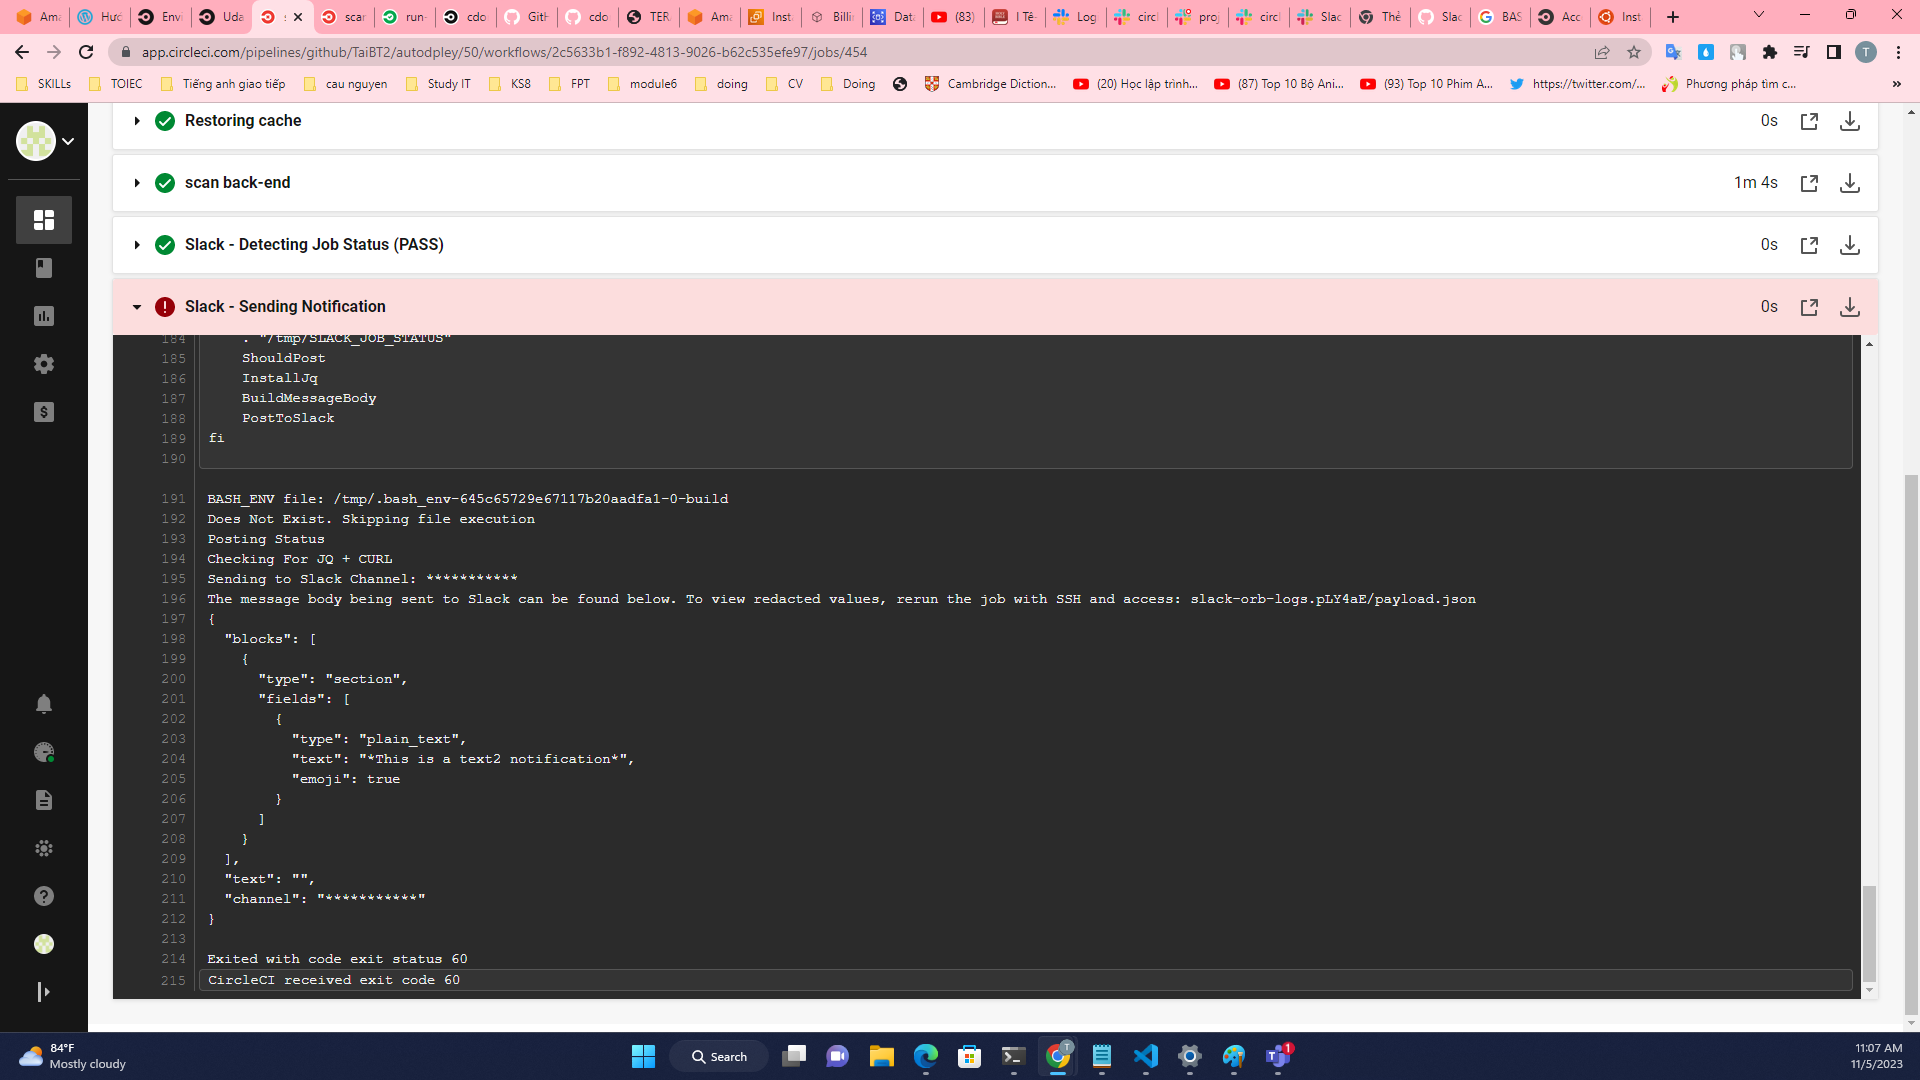 Ama
Hướ
Env
Uda
s
scar
run-
cdo
GitH
cdo
TER
Ama
Inst
Billi
Data
(83)
I Tê-
Log
circl
proj
circl
Slac
Thẻ
Slac
BAS
Acc
Inst
app.circleci.com/pipelines/github/TaiBT2/autodpley/50/workflows/2c5633b1-f892-4813-9026-b62c535efe97/jobs/454
T
SKILLs
TOIEC
Tiếng anh giao tiếp
cau nguyen
Study IT
KS8
FPT
module6
doing
CV
Doing
Cambridge Diction...
(20) Học lập trình...
(87) Top 10 Bộ Ani...
(93) Top 10 Phim A...
https://twitter.com/...
Phương pháp tìm c...
»
Restoring cache
0s
scan back-end
1m 4s
Slack - Detecting Job Status (PASS)
0s
Slack - Sending Notification
0s
184 . "/tmp/SLACK_JOB_STATUS"
185 ShouldPost
186 InstallJq
187 BuildMessageBody
188 PostToSlack
189 fi
190
191 BASH_ENV file: /tmp/.bash_env-645c65729e67117b20aadfa1-0-build
192 Does Not Exist. Skipping file execution
193 Posting Status
194 Checking For JQ + CURL
195 Sending to Slack Channel: ***********
196 The message body being sent to Slack can be found below. To view redacted values, rerun the job with SSH and access: slack-orb-logs.pLY4aE/payload.json
197 {
198 "blocks": [
199 {
200 "type": "section",
201 "fields": [
202 {
203 "type": "plain_text",
204 "text": "*This is a text2 notification*",
205 "emoji": true
206 }
207 ]
208 }
209 ],
210 "text": "",
211 "channel": "***********"
212 }
213
214 Exited with code exit status 60
215 CircleCI received exit code 60
84°F
Mostly cloudy
Search
T
1
11:07 AM
11/5/2023